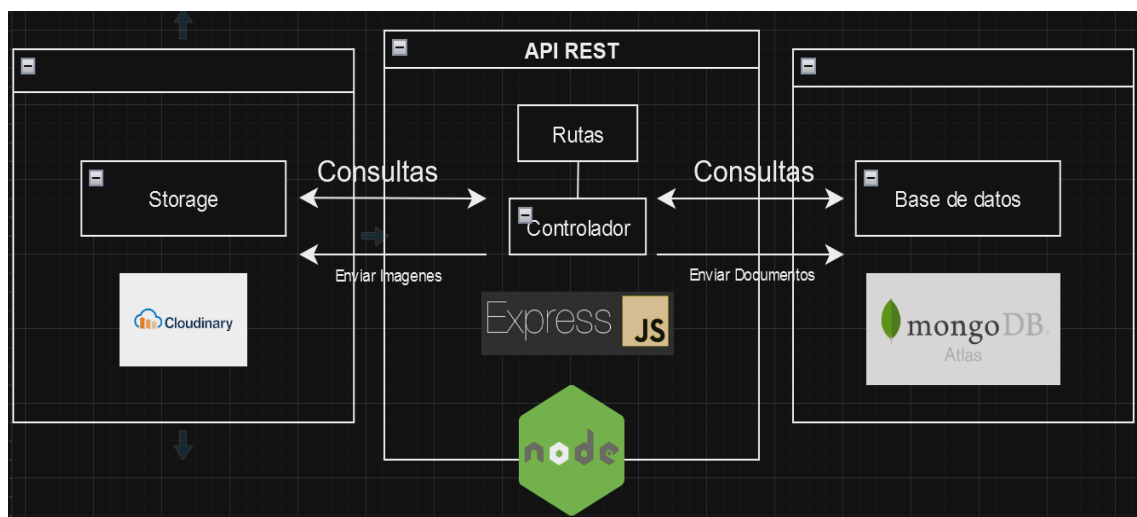 API REST
Rutas
Consultas
Consultas
Storage
Controlador
Base de datos
Enviar Imagenes
Enviar Documentos
Cloudinary
Express JS
mongoDB.
Atlas
node